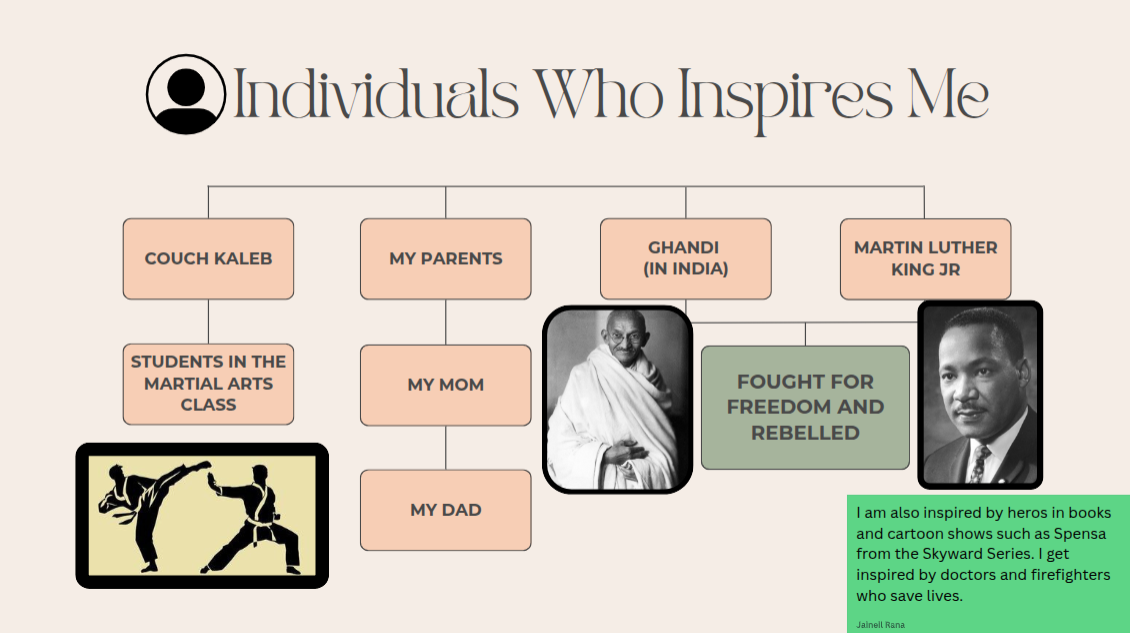 Individuals Who Inspires Me
COUCH KALEB
MY PARENTS
GHANDI
(IN INDIA)
MARTIN LUTHER
KING JR
STUDENTS IN THE
MARTIAL ARTS
CLASS
MY MOM
FOUGHT FOR
FREEDOM AND
REBELLED
MY DAD
I am also inspired by heros in books
and cartoon shows such as Spensa
from the Skyward Series. I get
inspired by doctors and firefighters
who save lives.
Jainell Rana